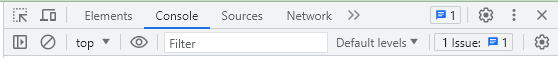 Elements Console Sources Network 1
top Filter Default levels 1 Issue: 1